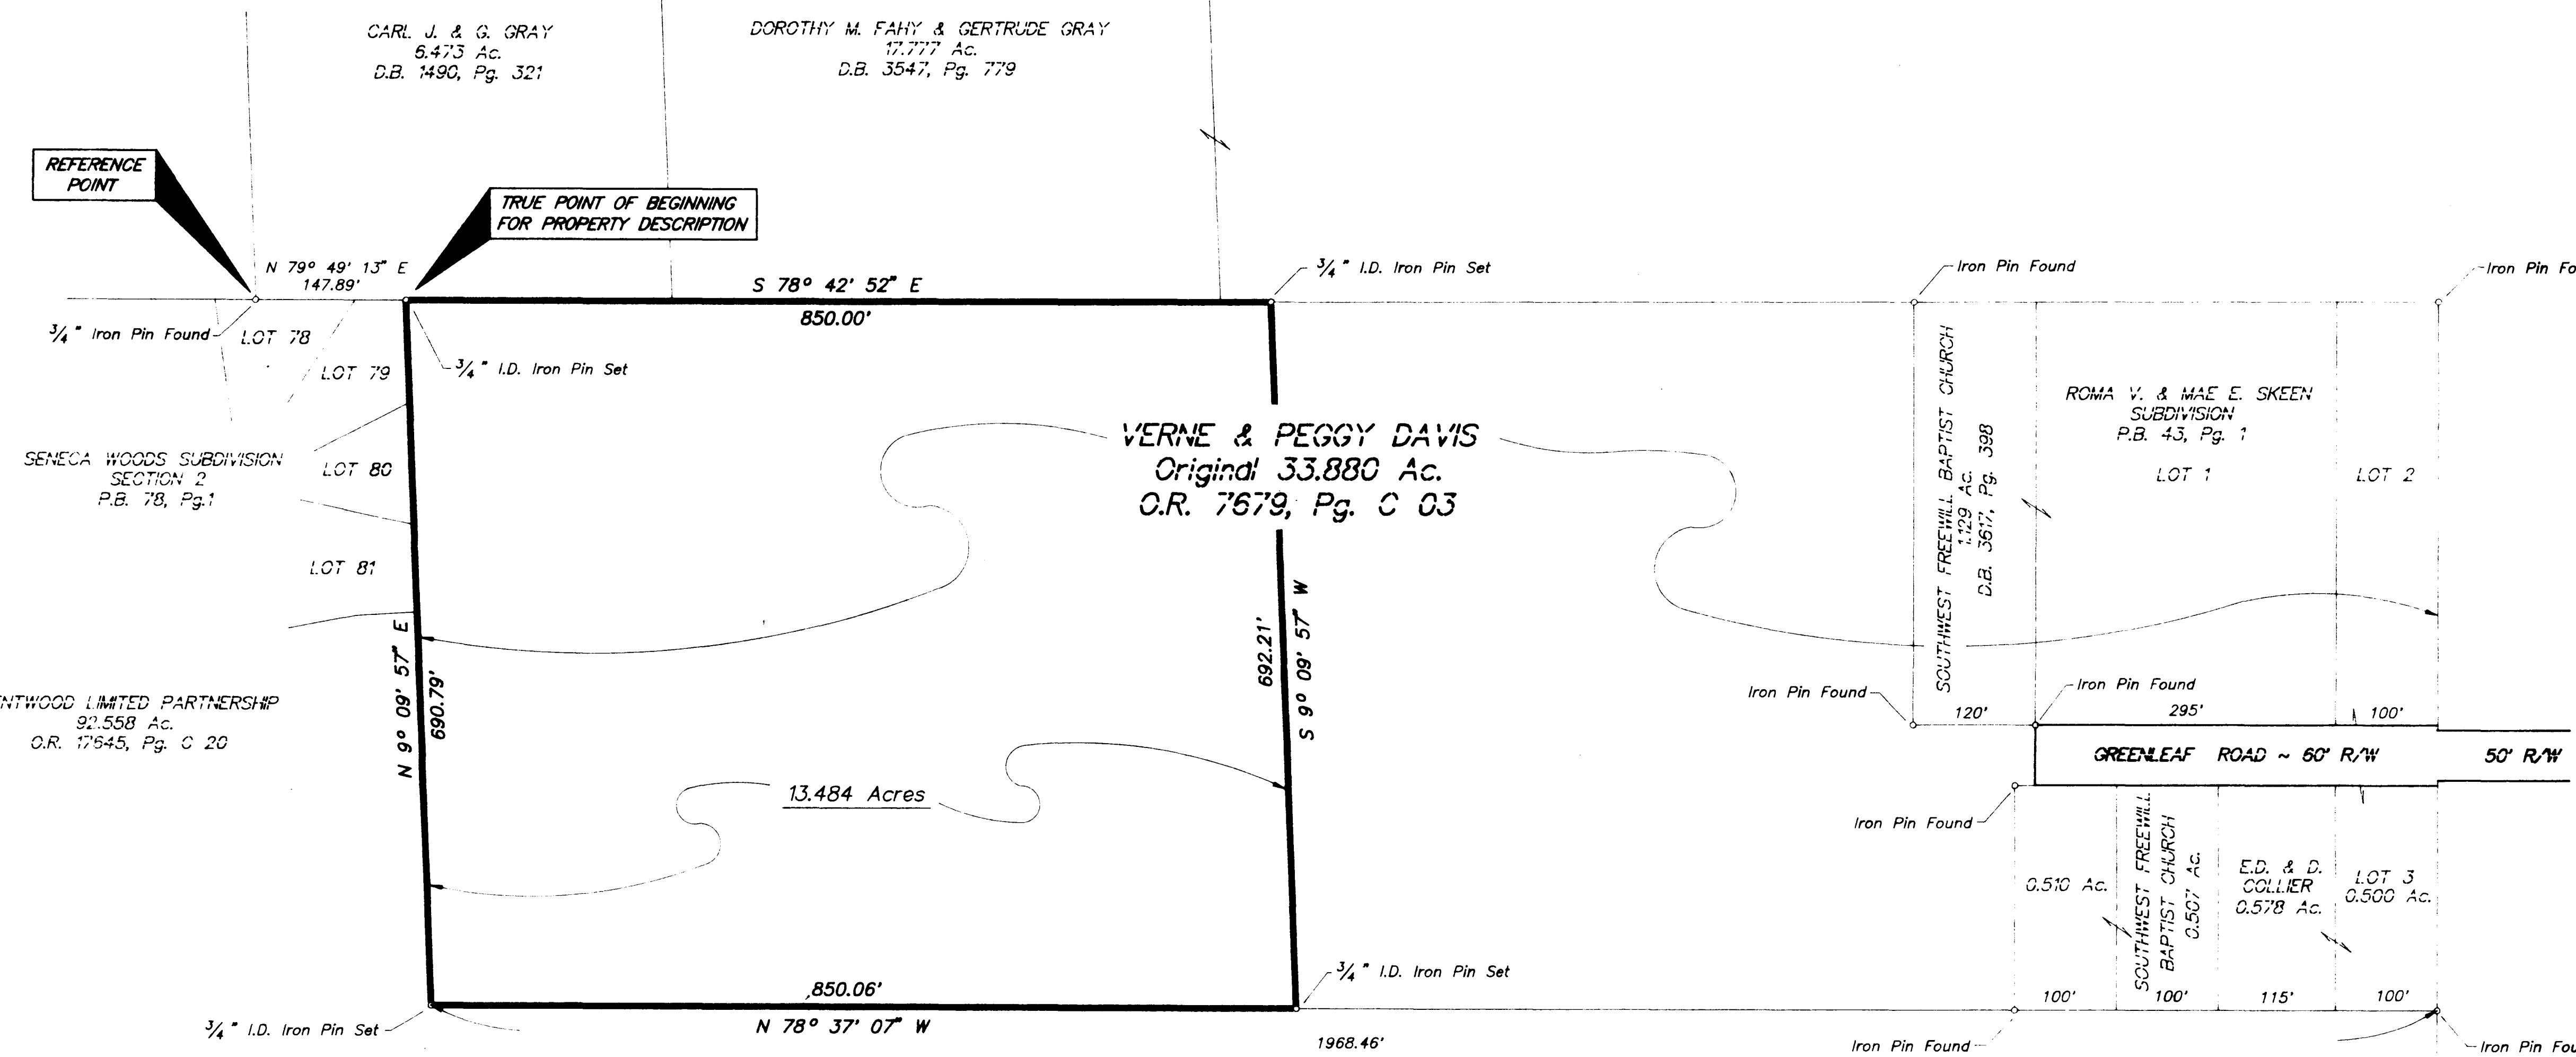 CARL J. & G. GRAY
6.473 Ac.
D.B. 1490, Pg. 321
DOROTHY M. FAHY & GERTRUDE GRAY
17.777 Ac.
D.B. 3547, Pg. 779
REFERENCE
POINT
TRUE POINT OF BEGINNING
FOR PROPERTY DESCRIPTION
N 79° 49' 13" E
147.89'
S 78° 42' 52" E
850.00'
3/4" I.D. Iron Pin Set
Iron Pin Found
Iron Pin Fo
3/4" Iron Pin Found
LOT 78
LOT 79
3/4" I.D. Iron Pin Set
SENECA WOODS SUBDIVISION
SECTION 2
P.B. 78, Pg.1
LOT 80
LOT 81
VERNE & PEGGY DAVIS
Original 33.880 Ac.
O.R. 7679, Pg. C 03
SOUTHWEST FREEWILL BAPTIST CHURCH
1.129 AC.
D.B. 3617, Pg. 398
ROMA V. & MAE E. SKEEN
SUBDIVISION
P.B. 43, Pg. 1
LOT 1
LOT 2
N 9° 09' 57" E
690.79'
692.21'
S 9° 09' 57" W
NTWOOD LIMITED PARTNERSHIP
92.558 Ac.
O.R. 17645, Pg. C 20
13.484 Acres
Iron Pin Found
Iron Pin Found
120'
295'
100'
GREENLEAF ROAD ~ 60' R/W
50' R/W
Iron Pin Found
0.510 Ac.
SOUTHWEST FREEWILL
BAPTIST CHURCH
0.507 Ac.
E.D. & D.
COLLIER
0.578 Ac.
LOT 3
0.500 Ac.
100'
100'
115'
100'
3/4" I.D. Iron Pin Set
850.06'
N 78° 37' 07" W
3/4" I.D. Iron Pin Set
1968.46'
Iron Pin Found
Iron Pin Fou